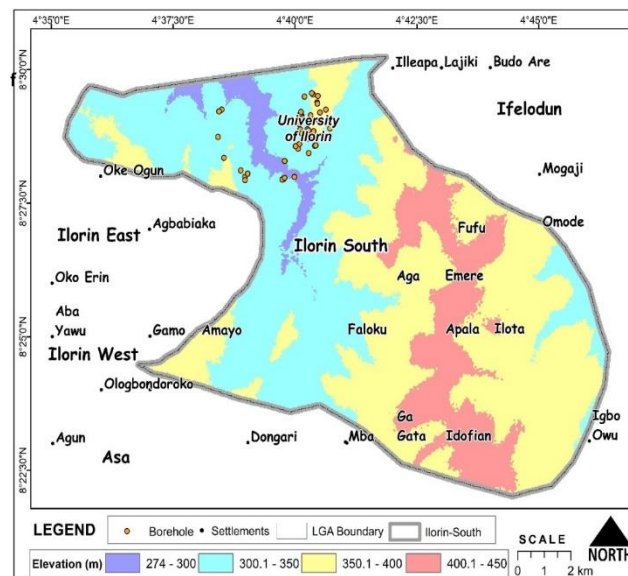 4°35'0"E 4°37'30"E 4°40'0"E 4°42'30"E 4°45'0"E
8°30'0"N
8°27'30"N
8°25'0"N
8°22'30"N
f
Illeapa Lajiki Budo Are
University
of Ilorin
Ifelodun
Oke Ogun
Mogaji
Omode
Fufu
Ilorin East
Agbabiaka
Ilorin South
Oko Erin
Aga Emere
Aba
Yawu
Gamo Amayo Faloku Apala Ilota
Ilorin West
Ologbondoroko
Ga
Gata
Idofian
Igbo
Owu
Agun
Asa
Dongari
Mba
LEGEND
Borehole Settlements LGA Boundary Ilorin-South
Elevation (m) 274 - 300 300.1 - 350 350.1 - 400 400.1 - 450
SCALE
0 1 2 km
NORTH